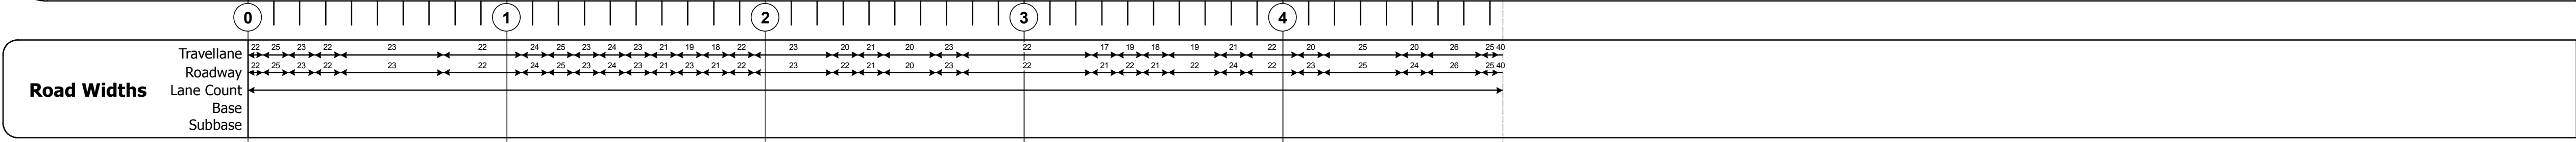 0 1 2 3 4
Travellane 22 25 23 22 23 22 24 25 23 24 23 21 19 18 22 23 20 21 20 23 22 17 19 18 19 21 22 20 25 20 26 25 40
Roadway 22 25 23 22 23 22 24 25 23 24 23 21 23 21 22 23 22 21 20 23 22 21 22 21 22 24 22 23 25 24 26 25 40
Road Widths Lane Count
Base
Subbase